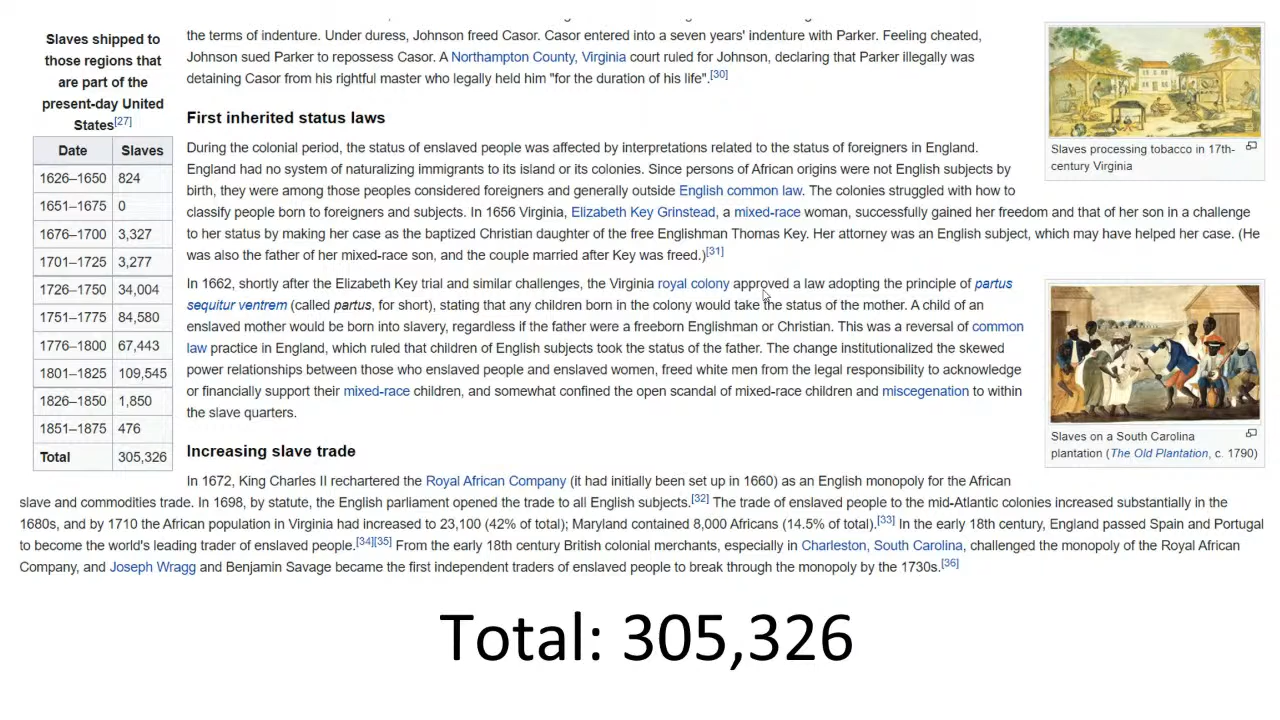 Slaves shipped to
those regions that
are part of the
present-day United
States[27]
Date Slaves
1626–1650 824
1651–1675 0
1676–1700 3,327
1701–1725 3,277
1726–1750 34,004
1751–1775 84,580
1776–1800 67,443
1801–1825 109,545
1826–1850 1,850
1851–1875 476
Total 305,326
the terms of indenture. Under duress, Johnson freed Casor. Casor entered into a seven years' indenture with Parker. Feeling cheated,
Johnson sued Parker to repossess Casor. A Northampton County, Virginia court ruled for Johnson, declaring that Parker illegally was
detaining Casor from his rightful master who legally held him "for the duration of his life".[30]
First inherited status laws
During the colonial period, the status of enslaved people was affected by interpretations related to the status of foreigners in England.
England had no system of naturalizing immigrants to its island or its colonies. Since persons of African origins were not English subjects by
birth, they were among those peoples considered foreigners and generally outside English common law. The colonies struggled with how to
classify people born to foreigners and subjects. In 1656 Virginia, Elizabeth Key Grinstead, a mixed-race woman, successfully gained her freedom and that of her son in a challenge
to her status by making her case as the baptized Christian daughter of the free Englishman Thomas Key. Her attorney was an English subject, which may have helped her case. (He
was also the father of her mixed-race son, and the couple married after Key was freed.)[31]
In 1662, shortly after the Elizabeth Key trial and similar challenges, the Virginia royal colony approved a law adopting the principle of partus
sequitur ventrem (called partus, for short), stating that any children born in the colony would take the status of the mother. A child of an
enslaved mother would be born into slavery, regardless if the father were a freeborn Englishman or Christian. This was a reversal of common
law practice in England, which ruled that children of English subjects took the status of the father. The change institutionalized the skewed
power relationships between those who enslaved people and enslaved women, freed white men from the legal responsibility to acknowledge
or financially support their mixed-race children, and somewhat confined the open scandal of mixed-race children and miscegenation to within
the slave quarters.
Increasing slave trade
In 1672, King Charles II rechartered the Royal African Company (it had initially been set up in 1660) as an English monopoly for the African
slave and commodities trade. In 1698, by statute, the English parliament opened the trade to all English subjects.[32] The trade of enslaved people to the mid-Atlantic colonies increased substantially in the
1680s, and by 1710 the African population in Virginia had increased to 23,100 (42% of total); Maryland contained 8,000 Africans (14.5% of total).[33] In the early 18th century, England passed Spain and Portugal
to become the world's leading trader of enslaved people.[34][35] From the early 18th century British colonial merchants, especially in Charleston, South Carolina, challenged the monopoly of the Royal African
Company, and Joseph Wragg and Benjamin Savage became the first independent traders of enslaved people to break through the monopoly by the 1730s.[36]
Slaves processing tobacco in 17th-
century Virginia
Slaves on a South Carolina
plantation (The Old Plantation, c. 1790)
Total: 305,326